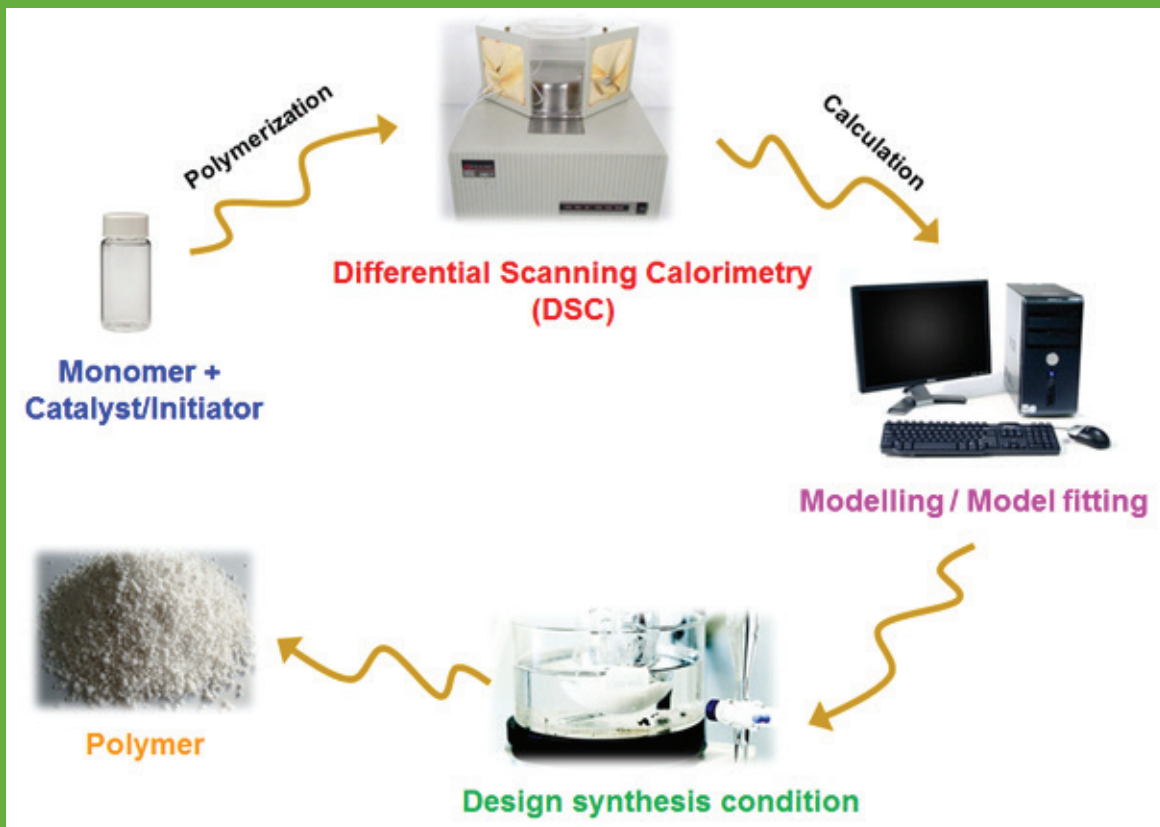 Polymerization
Calculation
Differential Scanning Calorimetry
(DSC)
Monomer +
Catalyst/Initiator
Modelling / Model fitting
Polymer
Design synthesis condition